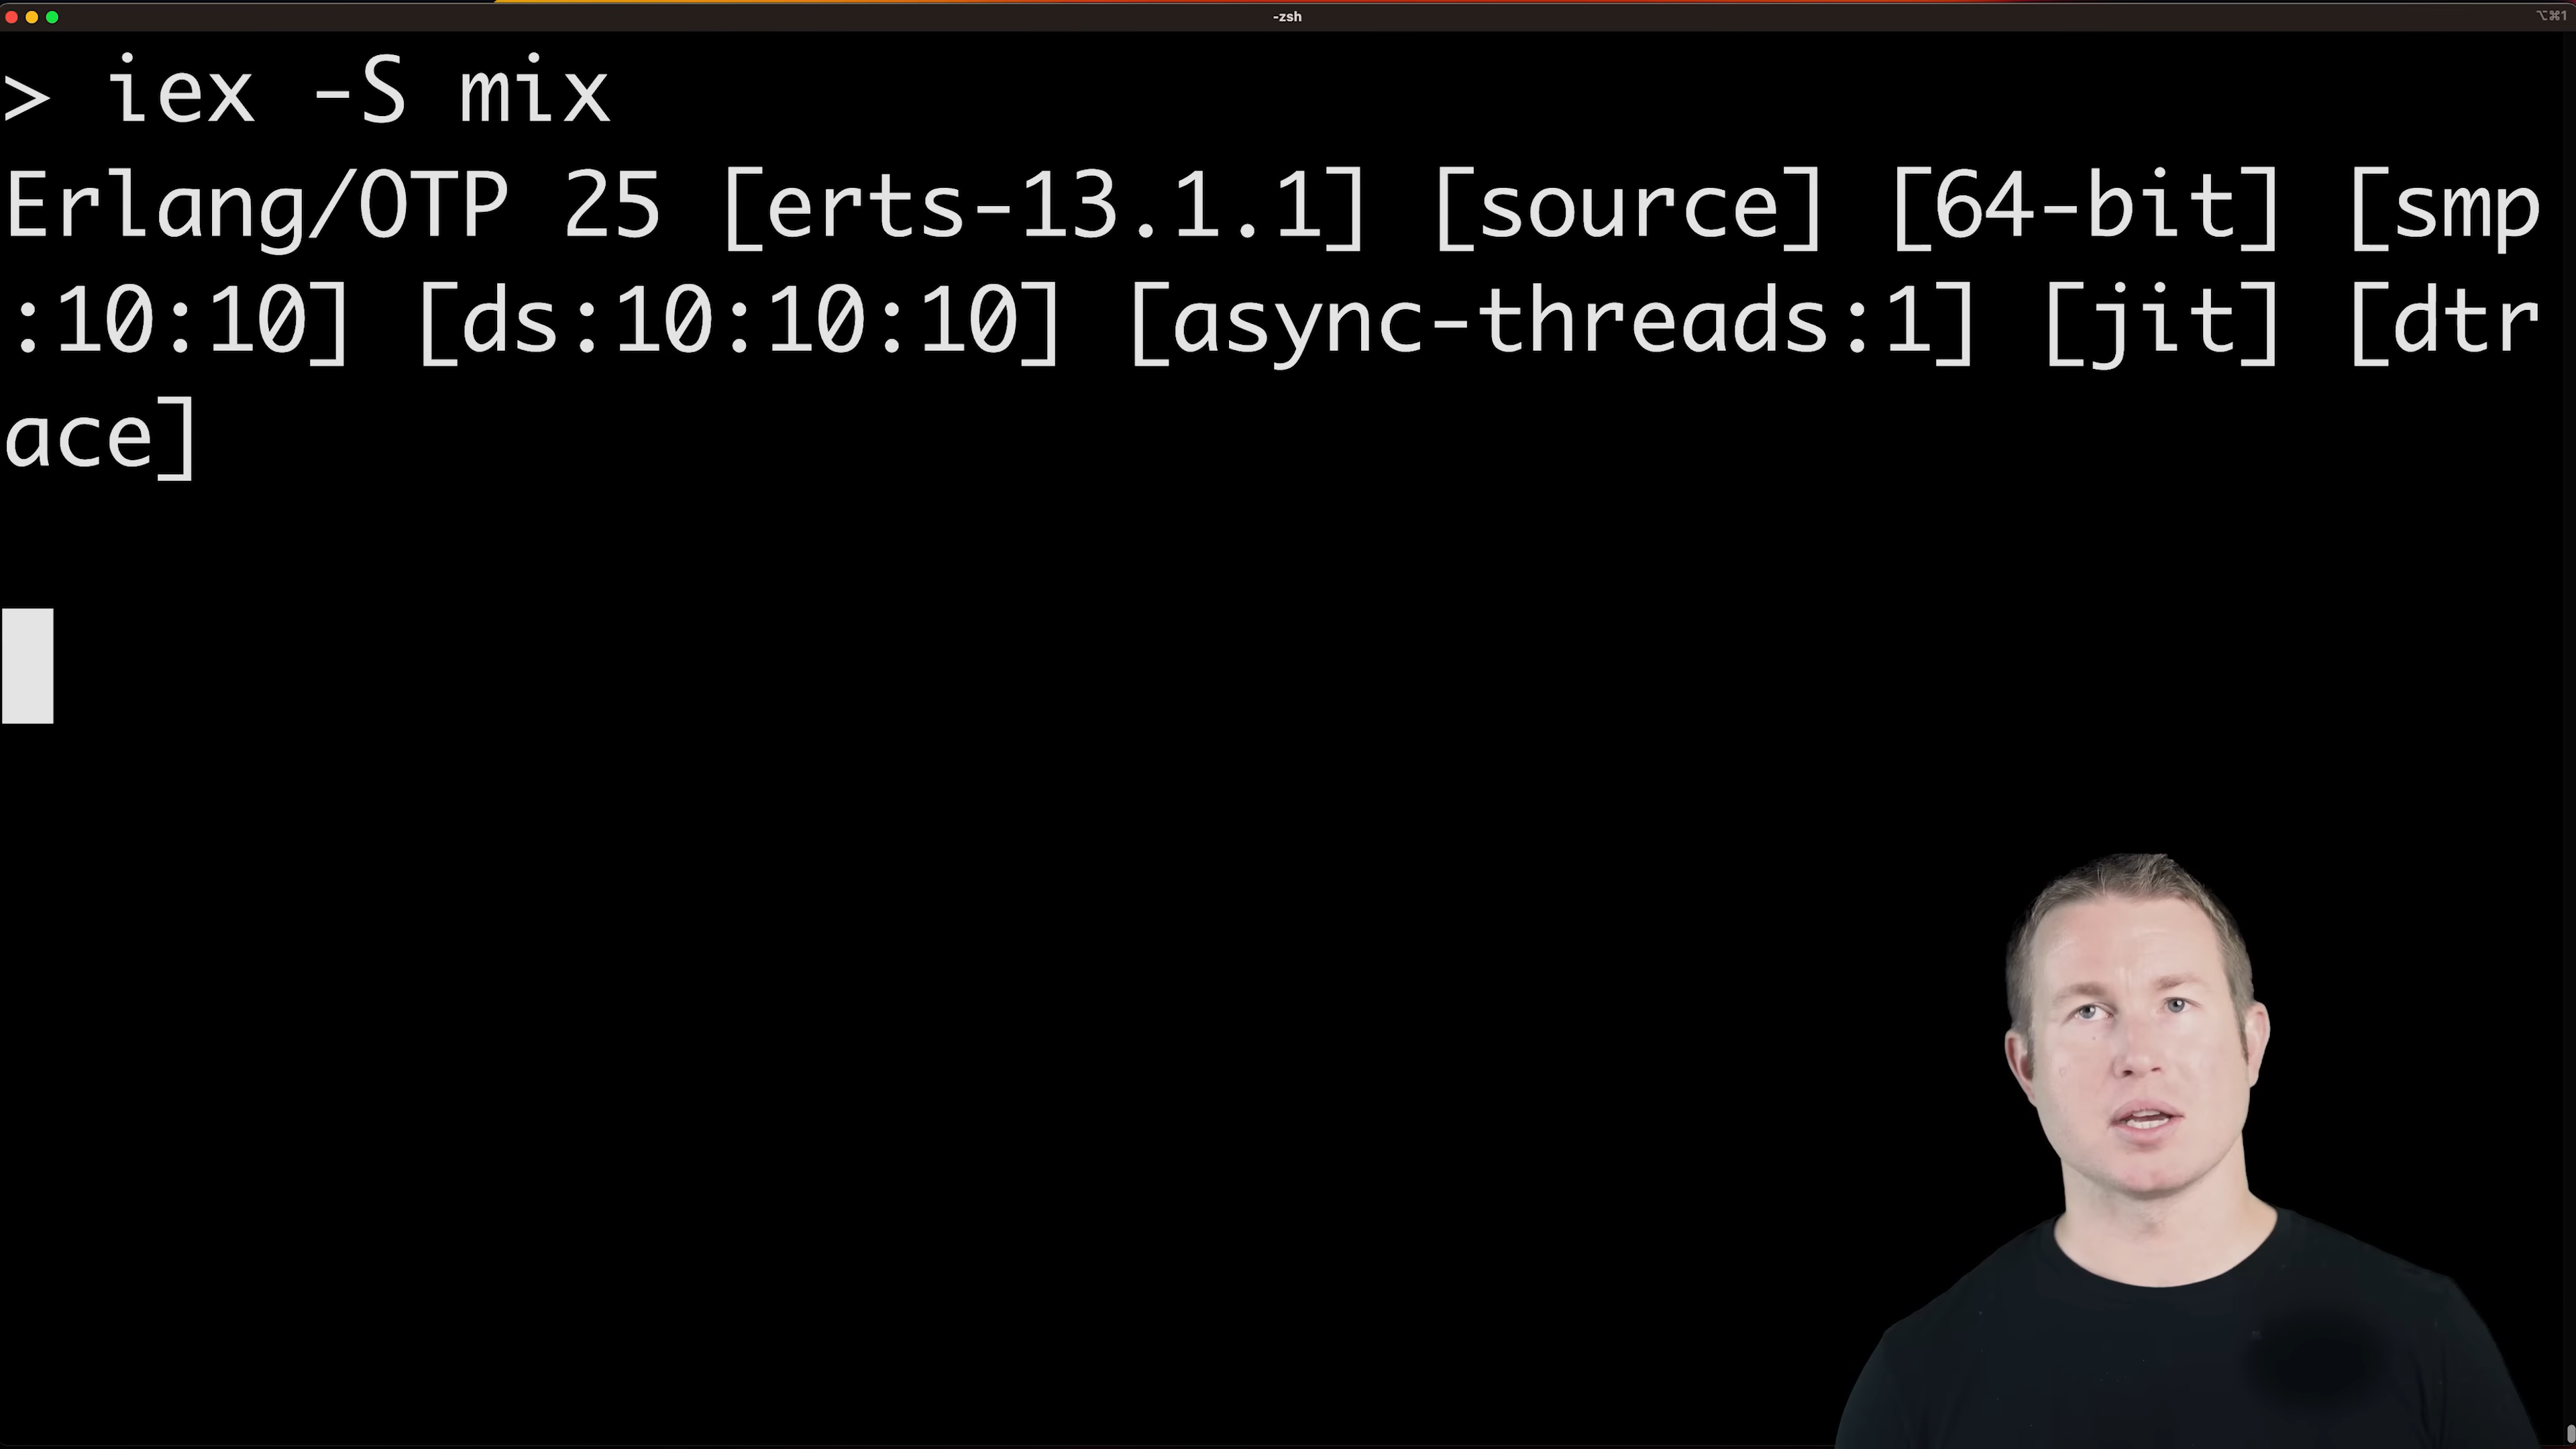 -zsh
⌥⌘1
> iex -S mix
Erlang/OTP 25 [erts-13.1.1] [source] [64-bit] [smp
:10:10] [ds:10:10:10] [async-threads:1] [jit] [dtr
ace]